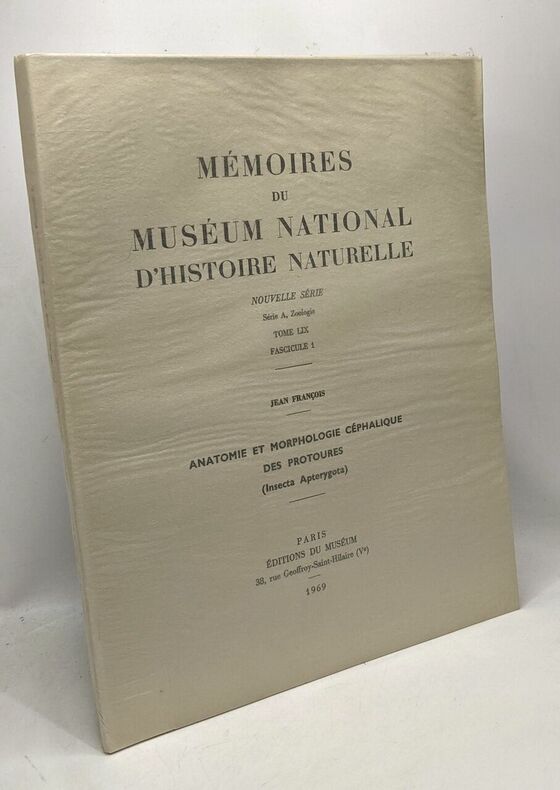 MÉMOIRES
DU
MUSÉUM NATIONAL
D'HISTOIRE NATURELLE
NOUVELLE SÉRIE
Série A, Zoologie
TOME LIX
FASCICULE 1
JEAN FRANÇOIS
ANATOMIE ET MORPHOLOGIE CÉPHALIQUE
DES PROTOURES
(Insecta Apterygota)
PARIS
ÉDITIONS DU MUSÉUM
38, rue Geoffroy-Saint-Hilaire (Vᵉ)
1969